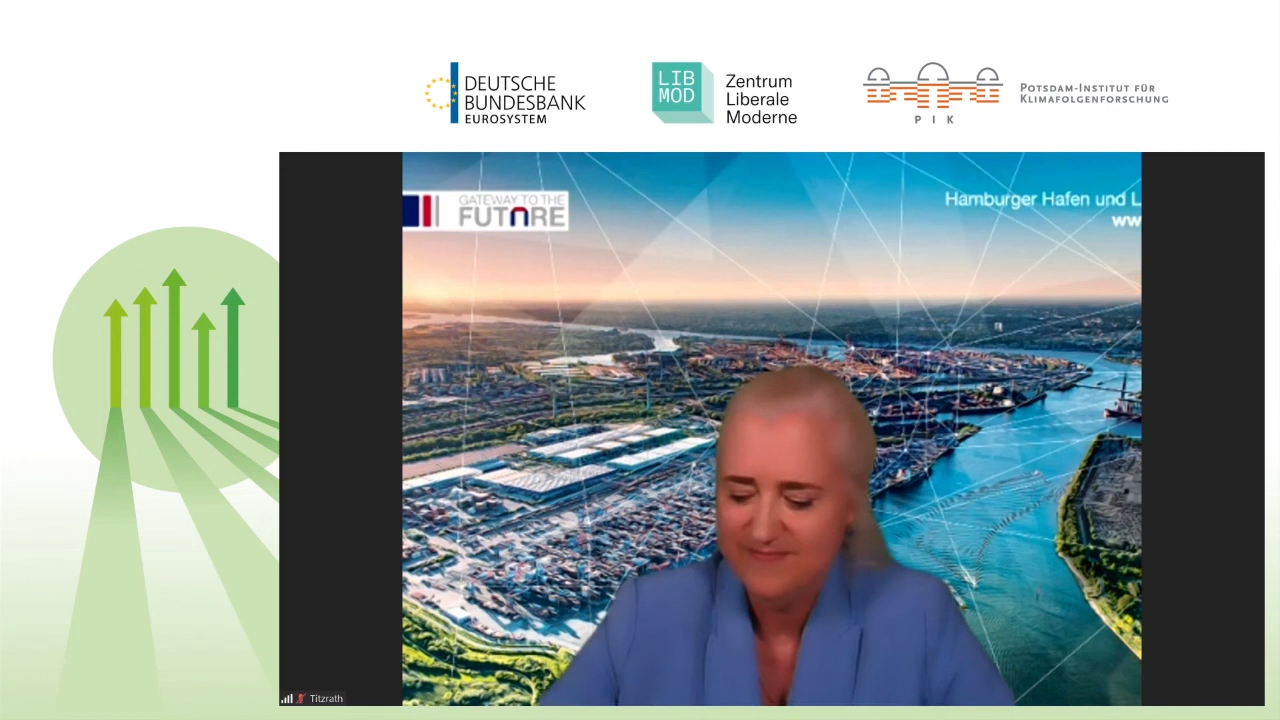 DEUTSCHE
BUNDESBANK
EUROSYSTEM
LIB
MOD
Zentrum
Liberale
Moderne
POTSDAM-INSTITUT FÜR
KLIMAFOLGENFORSCHUNG
PIK
GATEWAY TO THE
FUTURE
Hamburger Hafen und L
ww
Titzrath